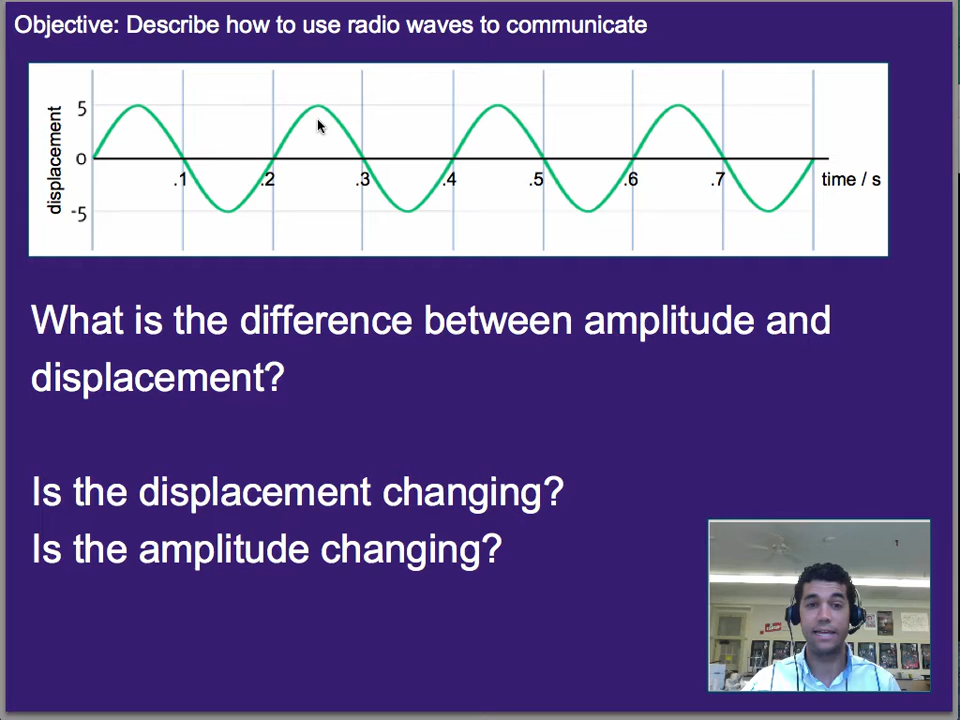 Objective: Describe how to use radio waves to communicate
displacement
5
0
-5
.1 .2 .3 .4 .5 .6 .7 time / s
What is the difference between amplitude and
displacement?
Is the displacement changing?
Is the amplitude changing?